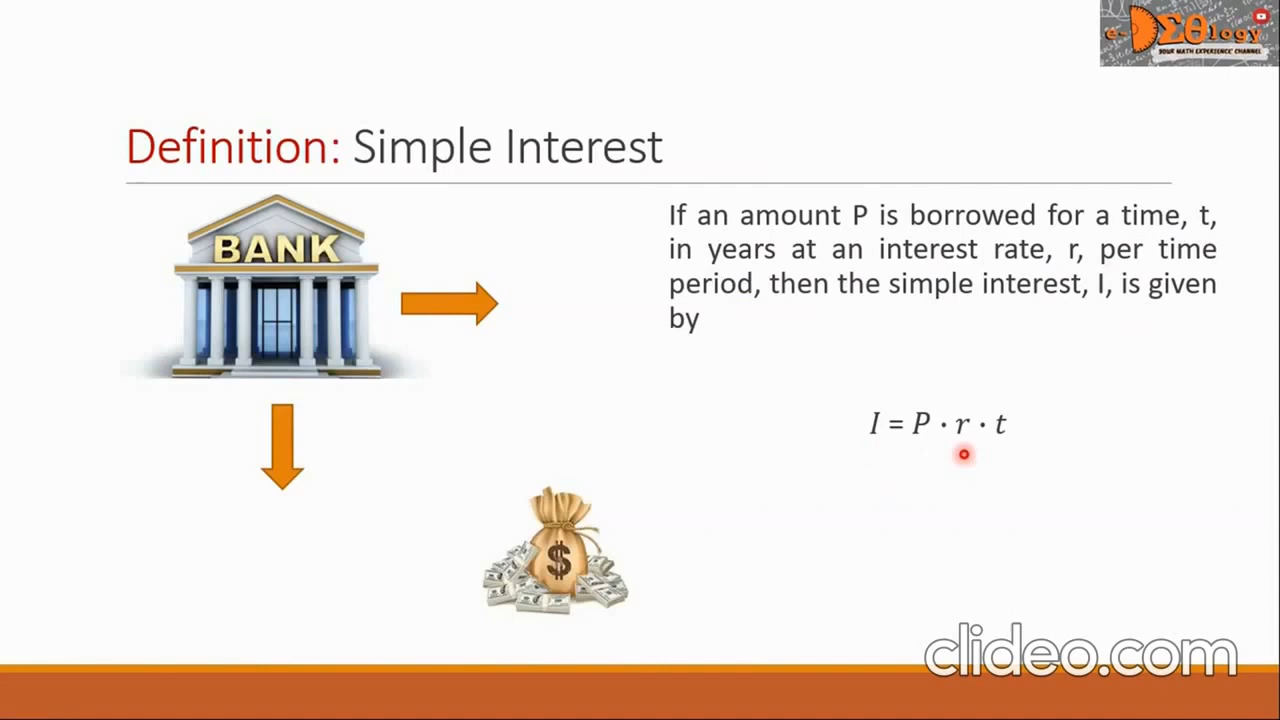 e-DΣθlogy
YOUR MATH EXPERIENCE CHANNEL
Definition: Simple Interest
BANK
If an amount P is borrowed for a time, t,
in years at an interest rate, r, per time
period, then the simple interest, I, is given
by
I = P · r · t
$
clideo.com